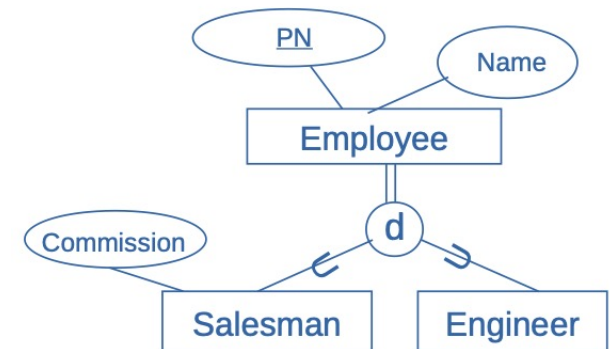 PN
Name
Employee
d
Commission
Salesman
Engineer